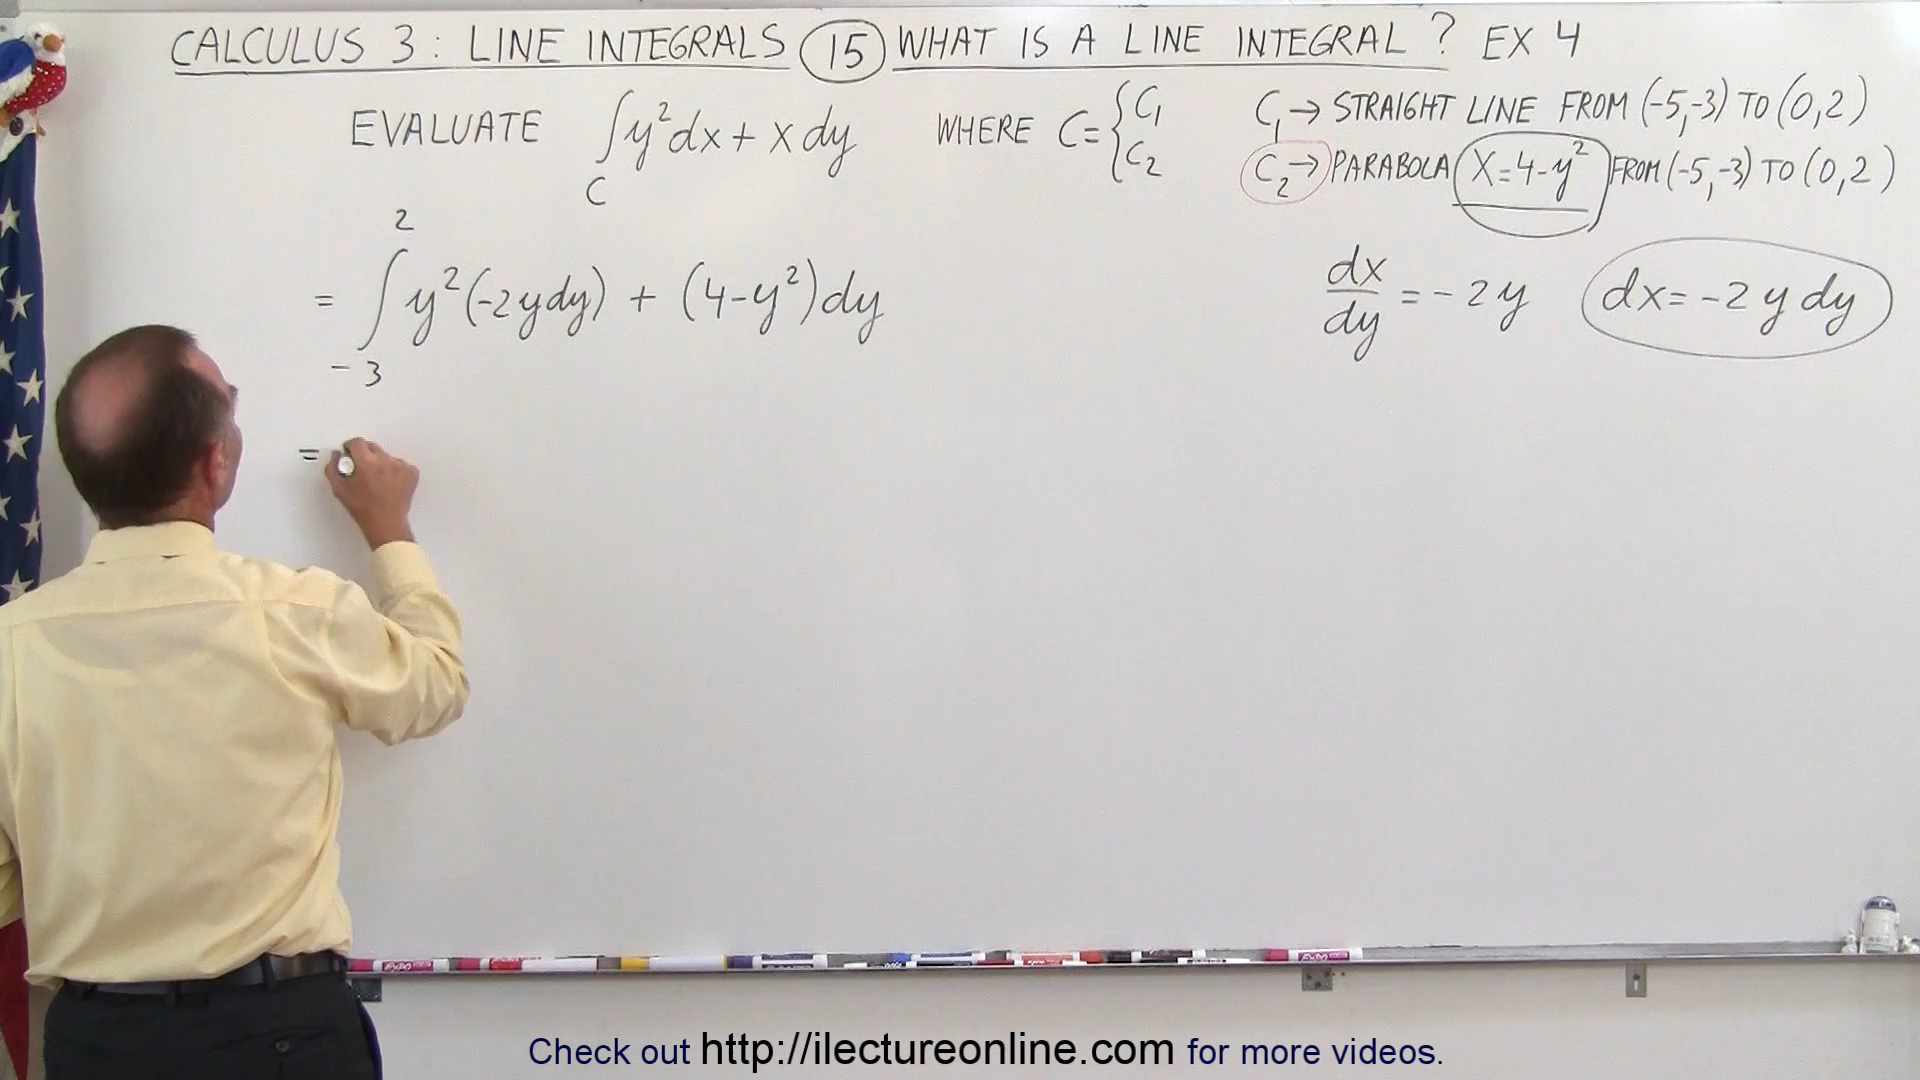 CALCULUS 3: LINE INTEGRALS (15) WHAT IS A LINE INTEGRAL? EX 4
EVALUATE ∫_C y² dx + x dy WHERE C = { C₁ C₂
C₁ → STRAIGHT LINE FROM (-5,-3) TO (0,2)
C₂ → PARABOLA X=4-y² FROM (-5,-3) TO (0,2)
= ∫_{-3}^{2} y²(-2y dy) + (4-y²)dy
dx/dy = -2y dx = -2y dy
=
Check out http://ilectureonline.com for more videos.